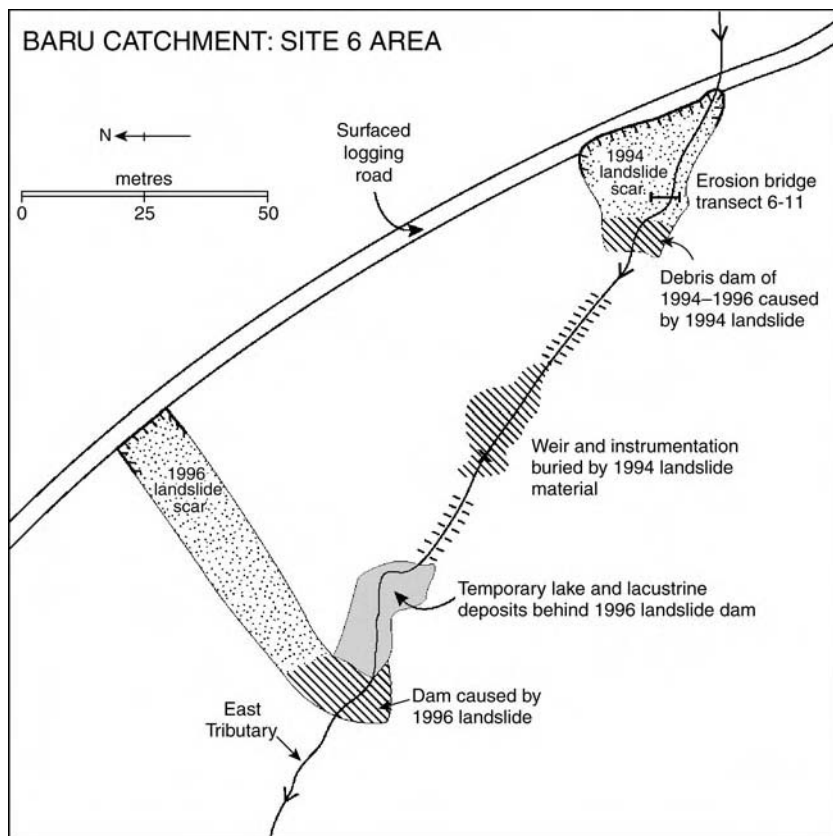 BARU CATCHMENT: SITE 6 AREA
N
metres
0 25 50
Surfaced
logging
road
1994
landslide
scar
Erosion bridge
transect 6-11
Debris dam of
1994–1996 caused
by 1994 landslide
Weir and instrumentation
buried by 1994 landslide
material
1996
landslide
scar
Temporary lake and lacustrine
deposits behind 1996 landslide dam
Dam caused by
1996 landslide
East
Tributary